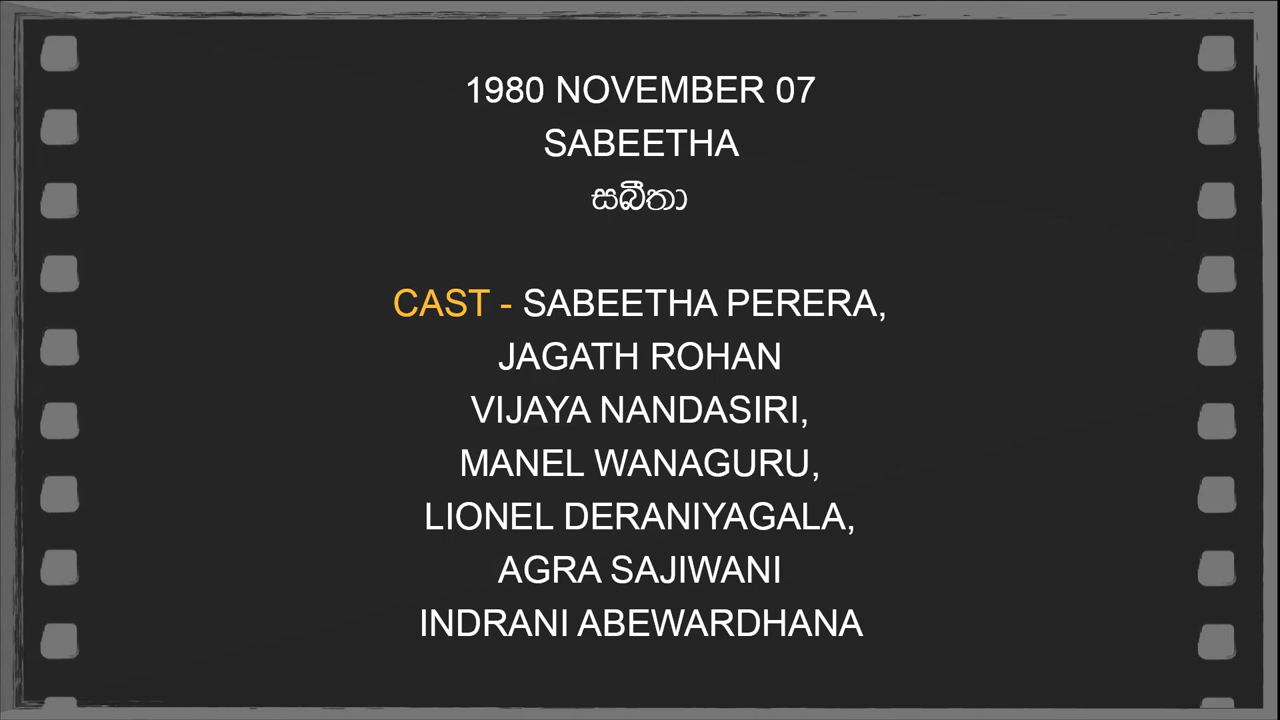 1980 NOVEMBER 07
SABEETHA
සබීතා
CAST - SABEETHA PERERA,
JAGATH ROHAN
VIJAYA NANDASIRI,
MANEL WANAGURU,
LIONEL DERANIYAGALA,
AGRA SAJIWANI
INDRANI ABEWARDHANA